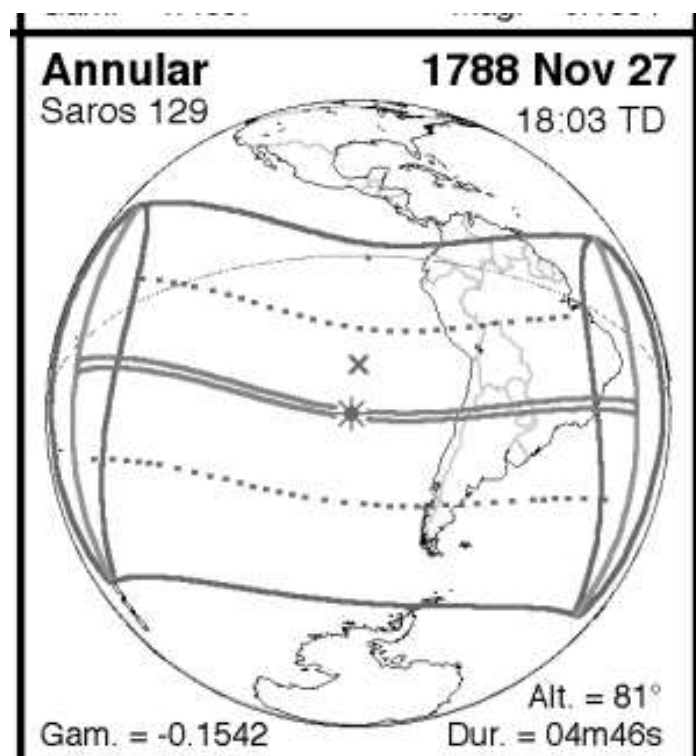 Annular
1788 Nov 27
Saros 129
18:03 TD
Alt. = 81°
Gam. = -0.1542
Dur. = 04m46s